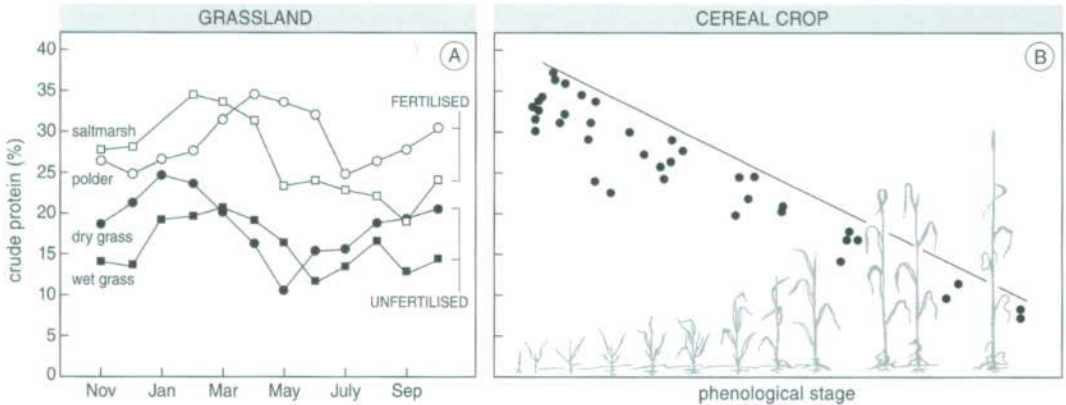 GRASSLAND
CEREAL CROP
A
B
crude protein (%)
40
35
30
25
20
15
10
5
0
FERTILISED
saltmarsh
polder
dry grass
wet grass
UNFERTILISED
Nov Jan Mar May July Sep
phenological stage